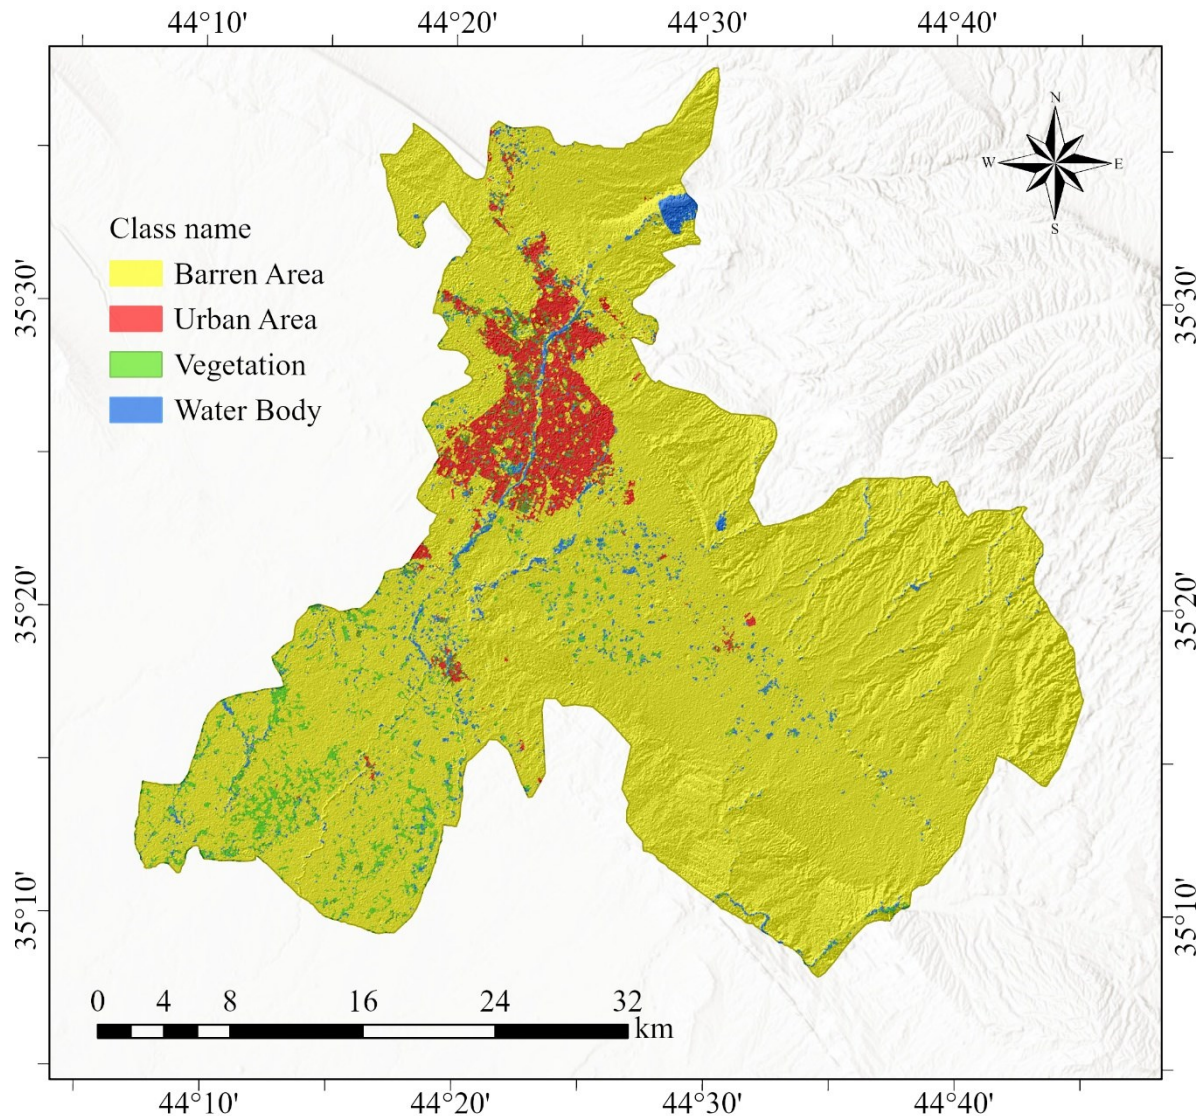 44°10' 44°20' 44°30' 44°40'
N
W E
S
Class name
Barren Area
Urban Area
Vegetation
Water Body
35°30' 35°30'
35°20' 35°20'
35°10' 35°10'
0 4 8 16 24 32
km
44°10' 44°20' 44°30' 44°40'